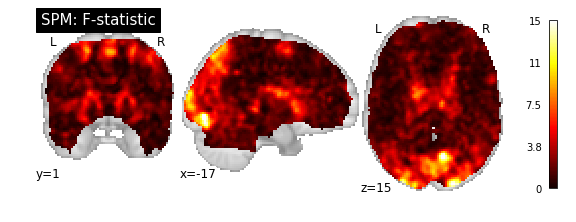 SPM: F-statistic
L R
L R
y=1
x=-17
z=15
15
11
7.5
3.8
0